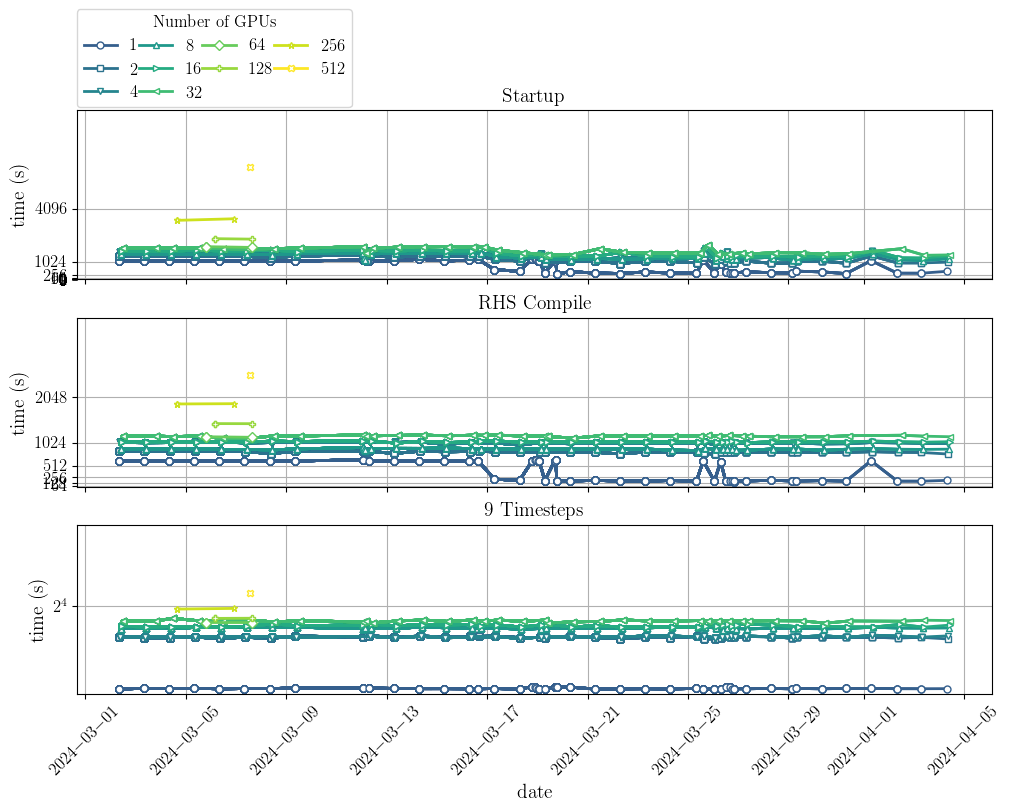 Number of GPUs
1 8 64 256
2 16 128 512
4 32
Startup
time (s)
4096
1024
256
RHS Compile
time (s)
2048
1024
512
256
9 Timesteps
time (s)
2⁴
2024−03−01 2024−03−05 2024−03−09 2024−03−13 2024−03−17 2024−03−21 2024−03−25 2024−03−29 2024−04−01 2024−04−05
date